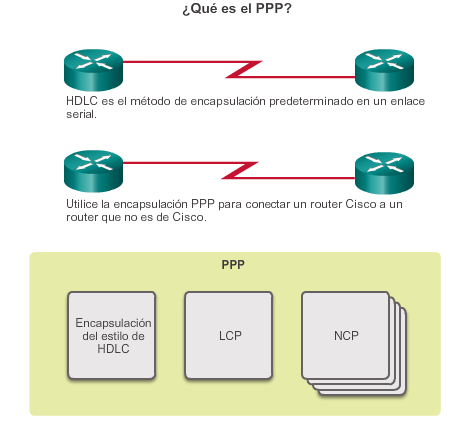 ¿Qué es el PPP?
HDLC es el método de encapsulación predeterminado en un enlace
serial.
Utilice la encapsulación PPP para conectar un router Cisco a un
router que no es de Cisco.
PPP
Encapsulación
del estilo de
HDLC
LCP
NCP